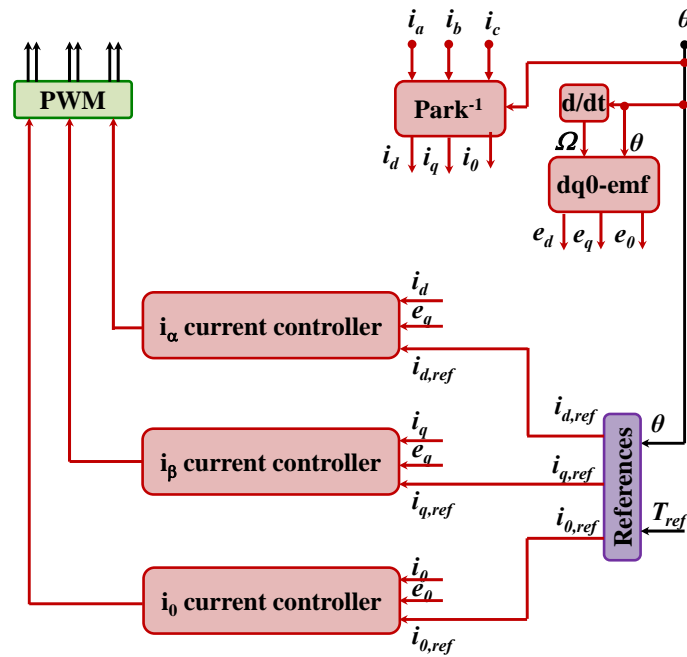 i_a i_b i_c θ
PWM
Park⁻¹
d/dt
i_d i_q i_0
Ω θ
dq0-emf
e_d e_q e_0
i_α current controller
i_d
e_q
i_d,ref
i_d,ref
i_β current controller
i_q
e_q
i_q,ref
i_q,ref
θ
References
i_0,ref
T_ref
i_0 current controller
i_0
e_0
i_0,ref